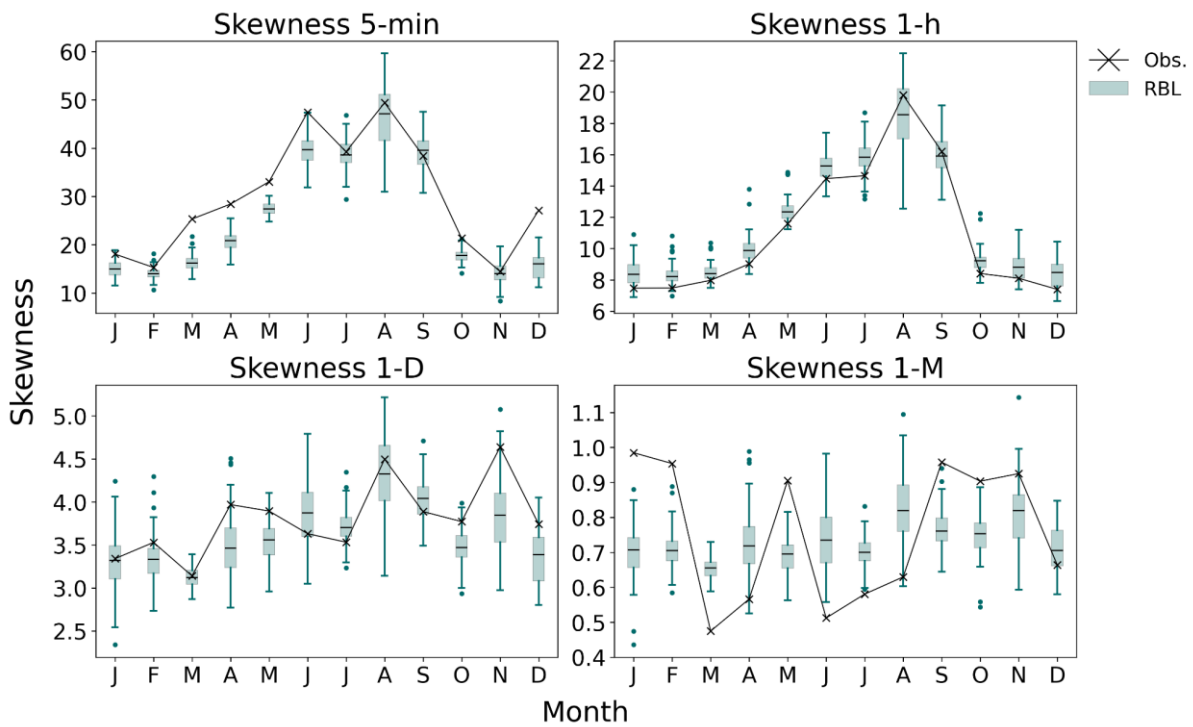 Skewness 5-min
60
50
40
30
20
10
J F M A M J J A S O N D
Skewness 1-h
22
20
18
16
14
12
10
8
6
J F M A M J J A S O N D
Obs.
RBL
Skewness
Skewness 1-D
5.0
4.5
4.0
3.5
3.0
2.5
J F M A M J J A S O N D
Skewness 1-M
1.1
1.0
0.9
0.8
0.7
0.6
0.5
0.4
J F M A M J J A S O N D
Month